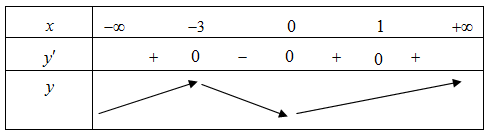 x −∞ −3 0 1 +∞
y′ + 0 − 0 + 0 +
y